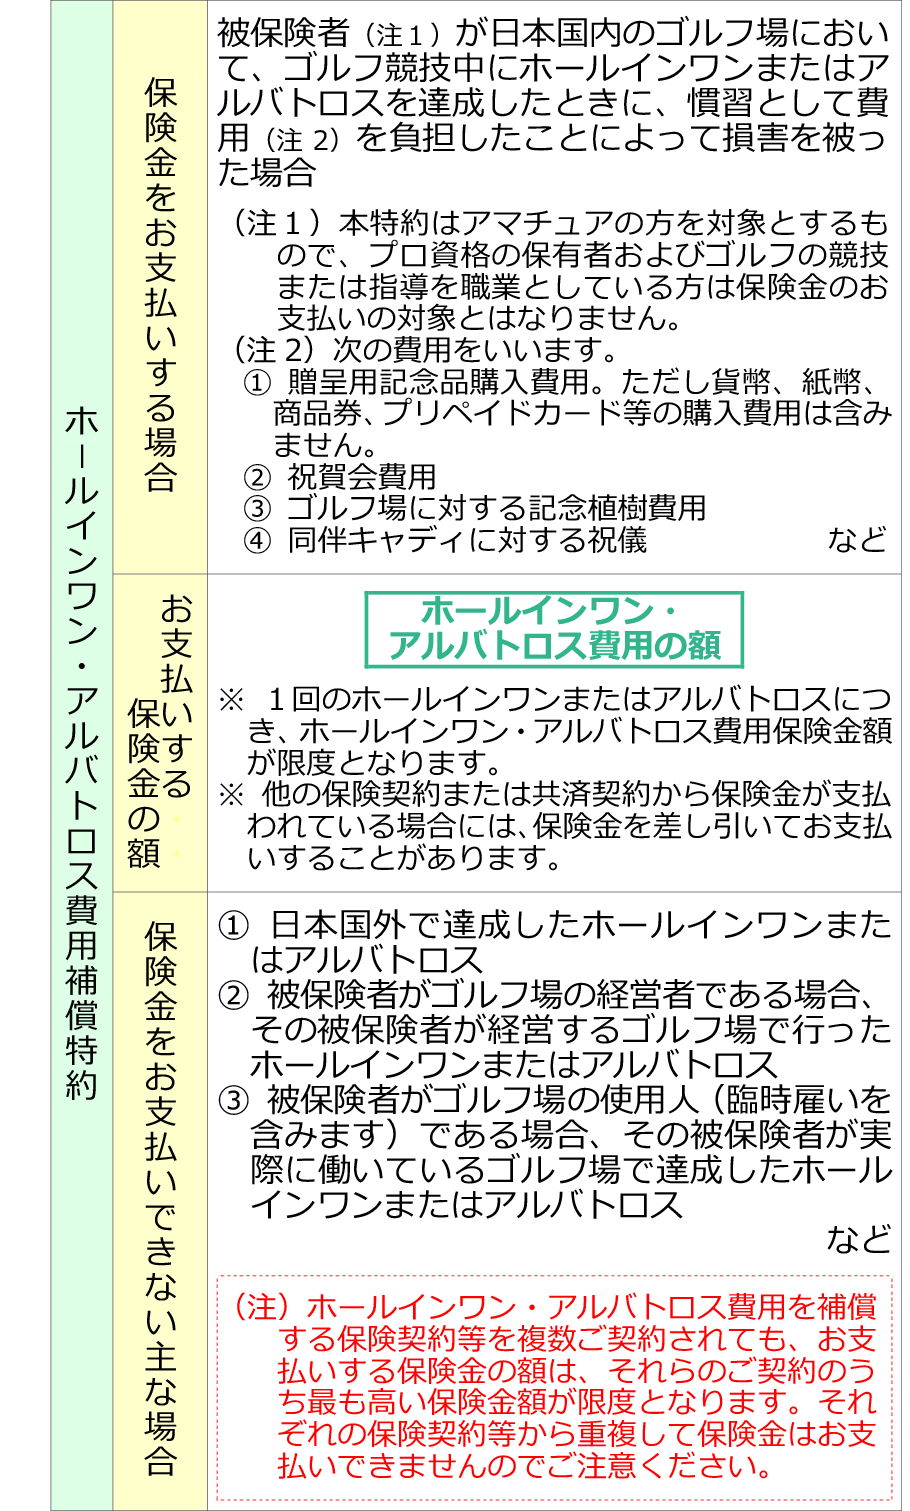 ホールインワン・アルバトロス費用補償特約
保険金をお支払いする場合
被保険者（注１）が日本国内のゴルフ場におい
て、ゴルフ競技中にホールインワンまたはア
ルバトロスを達成したときに、慣習として費
用（注２）を負担したことによって損害を被っ
た場合
（注１）本特約はアマチュアの方を対象とするも
ので、プロ資格の保有者およびゴルフの競技
または指導を職業としている方は保険金のお
支払いの対象とはなりません。
（注２）次の費用をいいます。
① 贈呈用記念品購入費用。ただし貨幣、紙幣、
商品券、プリペイドカード等の購入費用は含み
ません。
② 祝賀会費用
③ ゴルフ場に対する記念植樹費用
④ 同伴キャディに対する祝儀　　　など
お支払いする
保険金の額
ホールインワン・
アルバトロス費用の額
※ １回のホールインワンまたはアルバトロスにつ
き、ホールインワン・アルバトロス費用保険金額
が限度となります。
※ 他の保険契約または共済契約から保険金が支払
われている場合には、保険金を差し引いてお支払
いすることがあります。
保険金をお支払いできない主な場合
① 日本国外で達成したホールインワンまた
はアルバトロス
② 被保険者がゴルフ場の経営者である場合、
その被保険者が経営するゴルフ場で行った
ホールインワンまたはアルバトロス
③ 被保険者がゴルフ場の使用人（臨時雇いを
含みます）である場合、その被保険者が実
際に働いているゴルフ場で達成したホール
インワンまたはアルバトロス
など
（注）ホールインワン・アルバトロス費用を補償
する保険契約等を複数ご契約されても、お支
払いする保険金の額は、それらのご契約のう
ち最も高い保険金額が限度となります。それ
ぞれの保険契約等から重複して保険金はお支
払いできませんのでご注意ください。